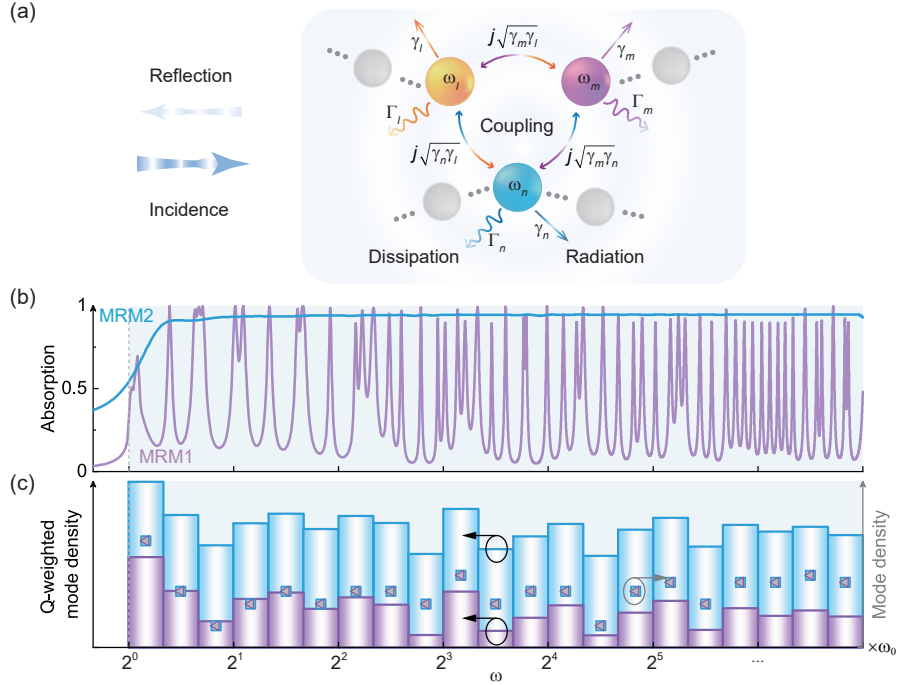 (a)
Reflection
Incidence
γl
j√γmγl
γm
ωl
ωm
Γl
Γm
Coupling
j√γnγl
j√γmγn
ωn
Γn
γn
Dissipation
Radiation
(b)
1
MRM2
0.5
Absorption
MRM1
0
(c)
Q-weighted
mode density
Mode density
×ω0
2^0
2^1
2^2
2^3
2^4
2^5
...
ω